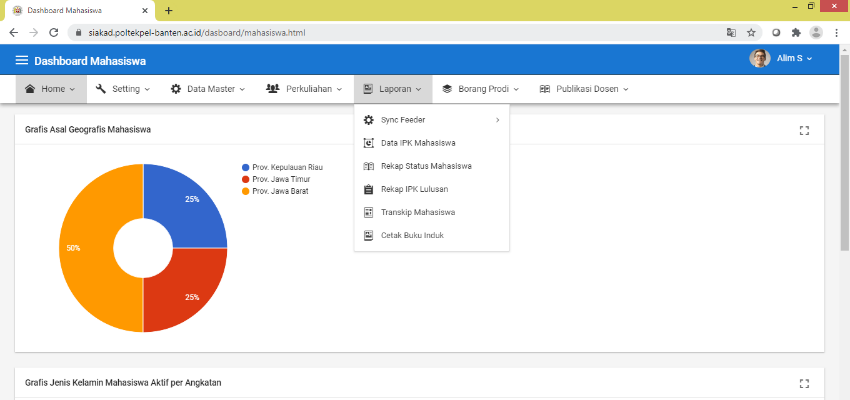 Dashboard Mahasiswa
siakad.poltekpel-banten.ac.id/dasboard/mahasiswa.html
Dashboard Mahasiswa
Alim S
Home
Setting
Data Master
Perkuliahan
Laporan
Borang Prodi
Publikasi Dosen
Sync Feeder
Data IPK Mahasiswa
Rekap Status Mahasiswa
Rekap IPK Lulusan
Transkip Mahasiswa
Cetak Buku Induk
Grafis Asal Geografis Mahasiswa
Prov. Kepulauan Riau
Prov. Jawa Timur
Prov. Jawa Barat
25%
50%
25%
Grafis Jenis Kelamin Mahasiswa Aktif per Angkatan